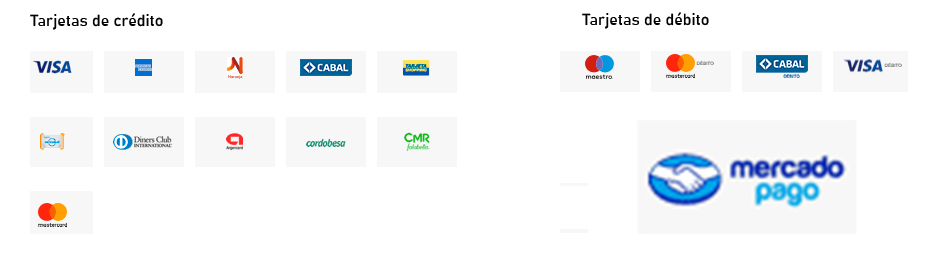 Tarjetas de crédito
VISA
Naranja
CABAL
TARJETA
SHOPPING
Diners Club
INTERNATIONAL
Argencard
cordobesa
CMR
falabella
mastercard
Tarjetas de débito
maestro
mastercard
DÉBITO
CABAL
DÉBITO
VISA DÉBITO
mercado
pago